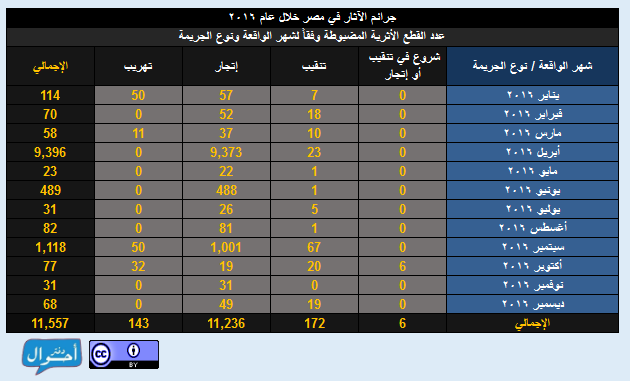 جرائم الآثار في مصر خلال عام ٢٠١٦
عدد القطع الأثرية المضبوطة وفقاً لشهر الواقعة ونوع الجريمة
شهر الواقعة / نوع الجريمة شروع في تنقيب أو إتجار تنقيب إتجار تهريب الإجمالي
يناير ٢٠١٦ 0 7 57 50 114
فبراير ٢٠١٦ 0 18 52 0 70
مارس ٢٠١٦ 0 10 37 11 58
أبريل ٢٠١٦ 0 23 9,373 0 9,396
مايو ٢٠١٦ 0 1 22 0 23
يونيو ٢٠١٦ 0 1 488 0 489
يوليو ٢٠١٦ 0 5 26 0 31
أغسطس ٢٠١٦ 0 1 81 0 82
سبتمبر ٢٠١٦ 0 67 1,001 50 1,118
أكتوبر ٢٠١٦ 6 20 19 32 77
نوفمبر ٢٠١٦ 0 0 31 0 31
ديسمبر ٢٠١٦ 0 19 49 0 68
الإجمالي 6 172 11,236 143 11,557
دفتر أحوال
cc
BY